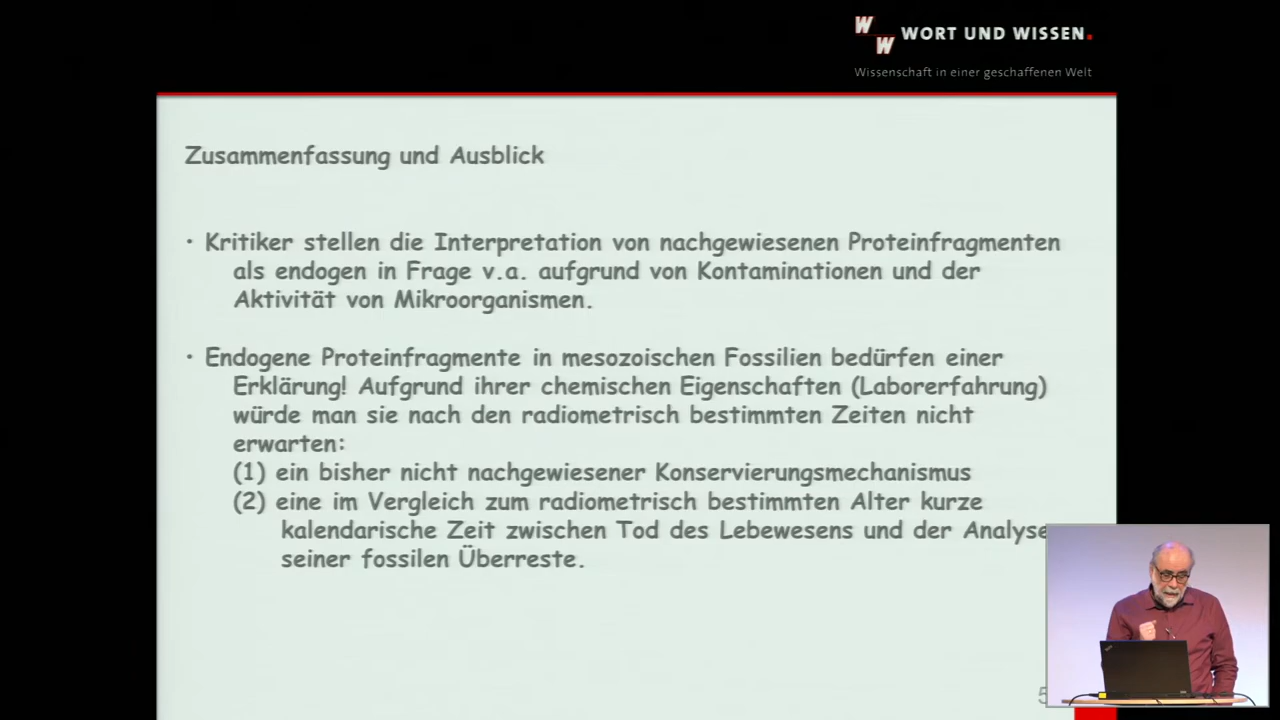 W
W
WORT UND WISSEN.
Wissenschaft in einer geschaffenen Welt
Zusammenfassung und Ausblick
• Kritiker stellen die Interpretation von nachgewiesenen Proteinfragmenten
als endogen in Frage v.a. aufgrund von Kontaminationen und der
Aktivität von Mikroorganismen.
• Endogene Proteinfragmente in mesozoischen Fossilien bedürfen einer
Erklärung! Aufgrund ihrer chemischen Eigenschaften (Laborerfahrung)
würde man sie nach den radiometrisch bestimmten Zeiten nicht
erwarten:
(1) ein bisher nicht nachgewiesener Konservierungsmechanismus
(2) eine im Vergleich zum radiometrisch bestimmten Alter kurze
kalendarische Zeit zwischen Tod des Lebewesens und der Analyse
seiner fossilen Überreste.